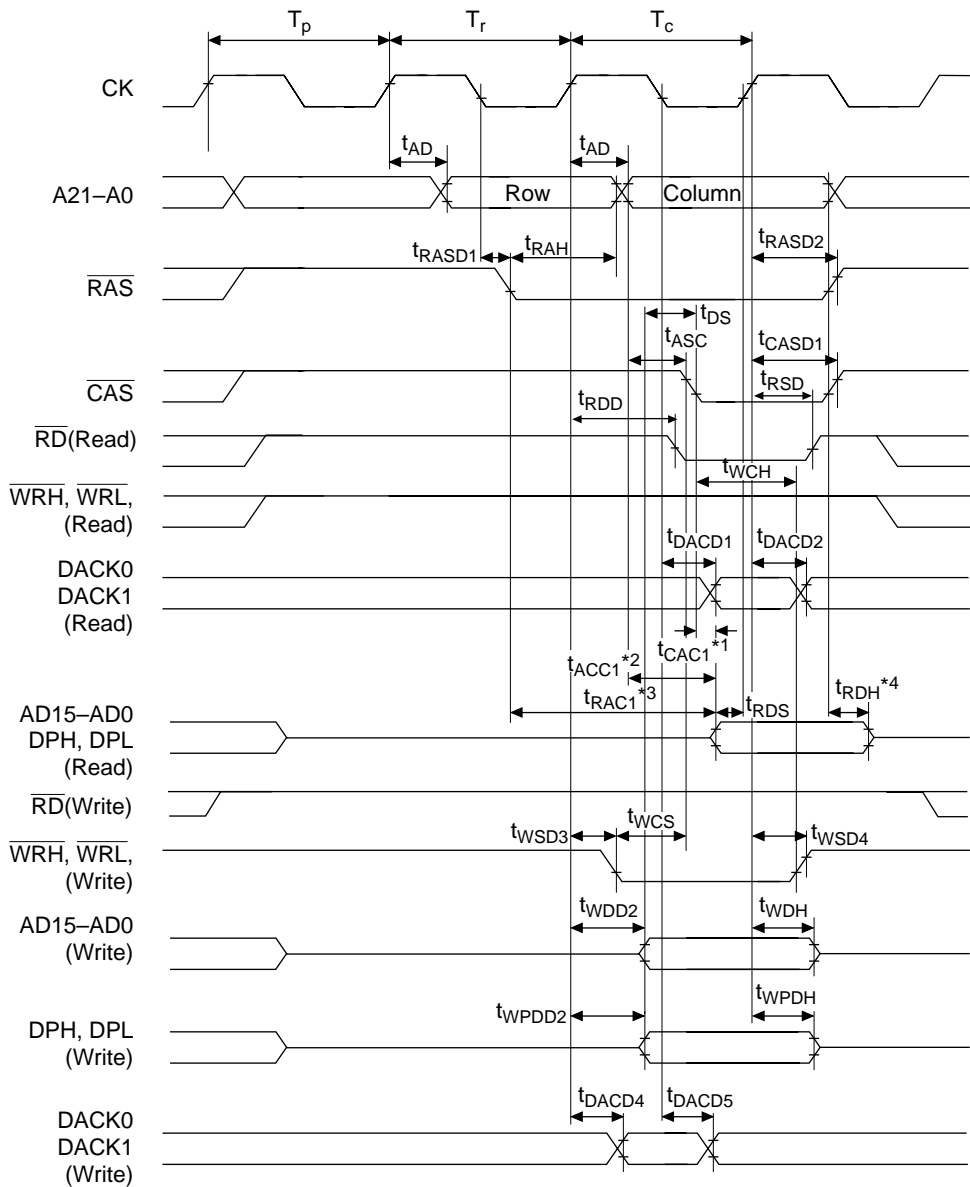 Tp Tr Tc
CK
tAD tAD
A21–A0 Row Column
tRASD1 tRAH tRASD2
RAS
tDS
tASC tCASD1
CAS tRSD
tRDD
RD(Read)
tWCH
WRH, WRL,
(Read)
tDACD1 tDACD2
DACK0
DACK1
(Read)
tCAC1*1
tACC1*2
tRAC1*3 tRDS tRDH*4
AD15–AD0
DPH, DPL
(Read)
RD(Write)
tWSD3 tWCS tWSD4
WRH, WRL,
(Write)
tWDD2 tWDH
AD15–AD0
(Write)
tWPDD2 tWPDH
DPH, DPL
(Write)
tDACD4 tDACD5
DACK0
DACK1
(Write)